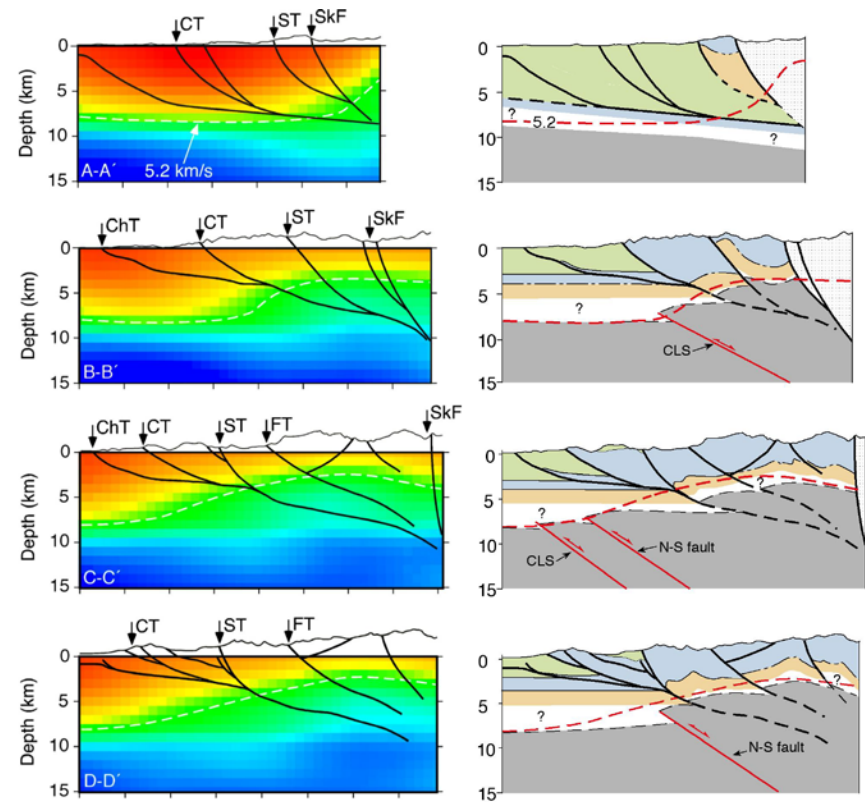 CT ST SkF
0
5
10
15
Depth (km)
A-A´
5.2 km/s
0
5
10
15
?
5.2
?
ChT CT ST SkF
0
5
10
15
Depth (km)
B-B´
0
5
10
15
?
CLS
ChT CT ST FT SkF
0
5
10
15
Depth (km)
C-C´
0
5
10
15
?
?
CLS
N-S fault
CT ST FT
0
5
10
15
Depth (km)
D-D´
0
5
10
15
?
?
N-S fault